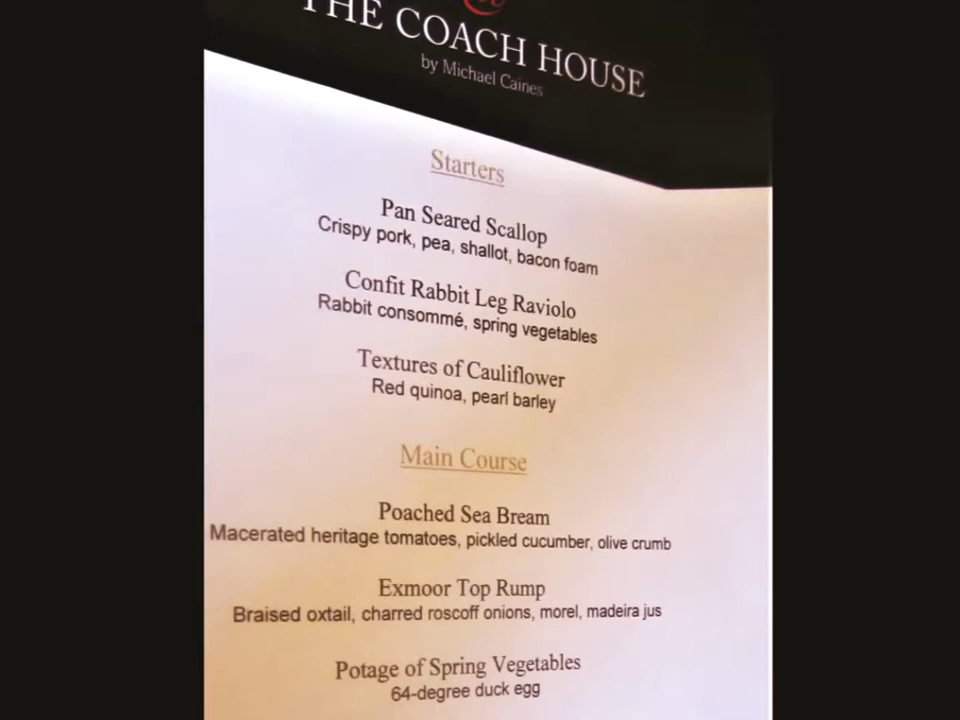 THE COACH HOUSE
by Michael Caines
Starters
Pan Seared Scallop
Crispy pork, pea, shallot, bacon foam
Confit Rabbit Leg Raviolo
Rabbit consommé, spring vegetables
Textures of Cauliflower
Red quinoa, pearl barley
Main Course
Poached Sea Bream
Macerated heritage tomatoes, pickled cucumber, olive crumb
Exmoor Top Rump
Braised oxtail, charred roscoff onions, morel, madeira jus
Potage of Spring Vegetables
64-degree duck egg